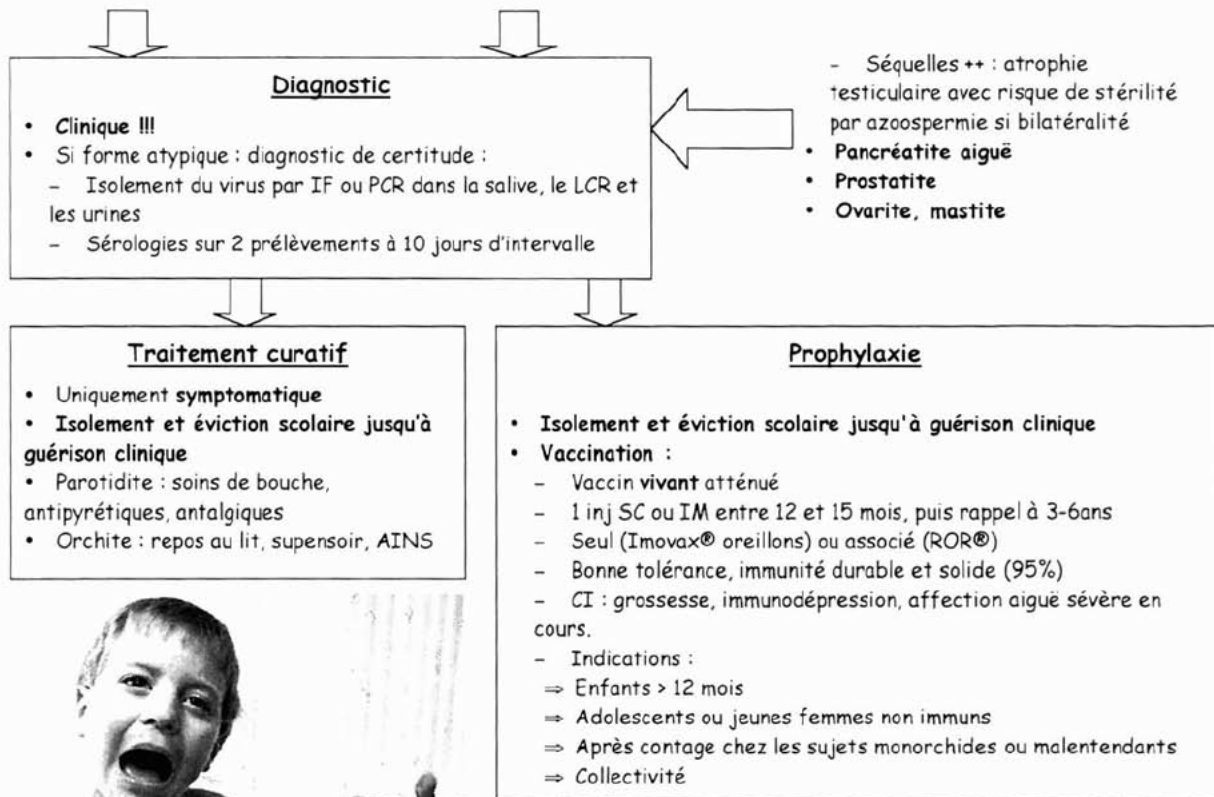 Diagnostic
• Clinique !!!
• Si forme atypique : diagnostic de certitude :
– Isolement du virus par IF ou PCR dans la salive, le LCR et
les urines
– Sérologies sur 2 prélèvements à 10 jours d'intervalle
– Séquelles ++ : atrophie
testiculaire avec risque de stérilité
par azoospermie si bilatéralité
• Pancréatite aiguë
• Prostatite
• Ovarite, mastite
Traitement curatif
• Uniquement symptomatique
• Isolement et éviction scolaire jusqu'à
guérison clinique
• Parotidite : soins de bouche,
antipyrétiques, antalgiques
• Orchite : repos au lit, supensoir, AINS
Prophylaxie
• Isolement et éviction scolaire jusqu'à guérison clinique
• Vaccination :
– Vaccin vivant atténué
– 1 inj SC ou IM entre 12 et 15 mois, puis rappel à 3-6ans
– Seul (Imovax® oreillons) ou associé (ROR®)
– Bonne tolérance, immunité durable et solide (95%)
– CI : grossesse, immunodépression, affection aiguë sévère en
cours.
– Indications :
⇒ Enfants > 12 mois
⇒ Adolescents ou jeunes femmes non immuns
⇒ Après contage chez les sujets monorchides ou malentendants
⇒ Collectivité